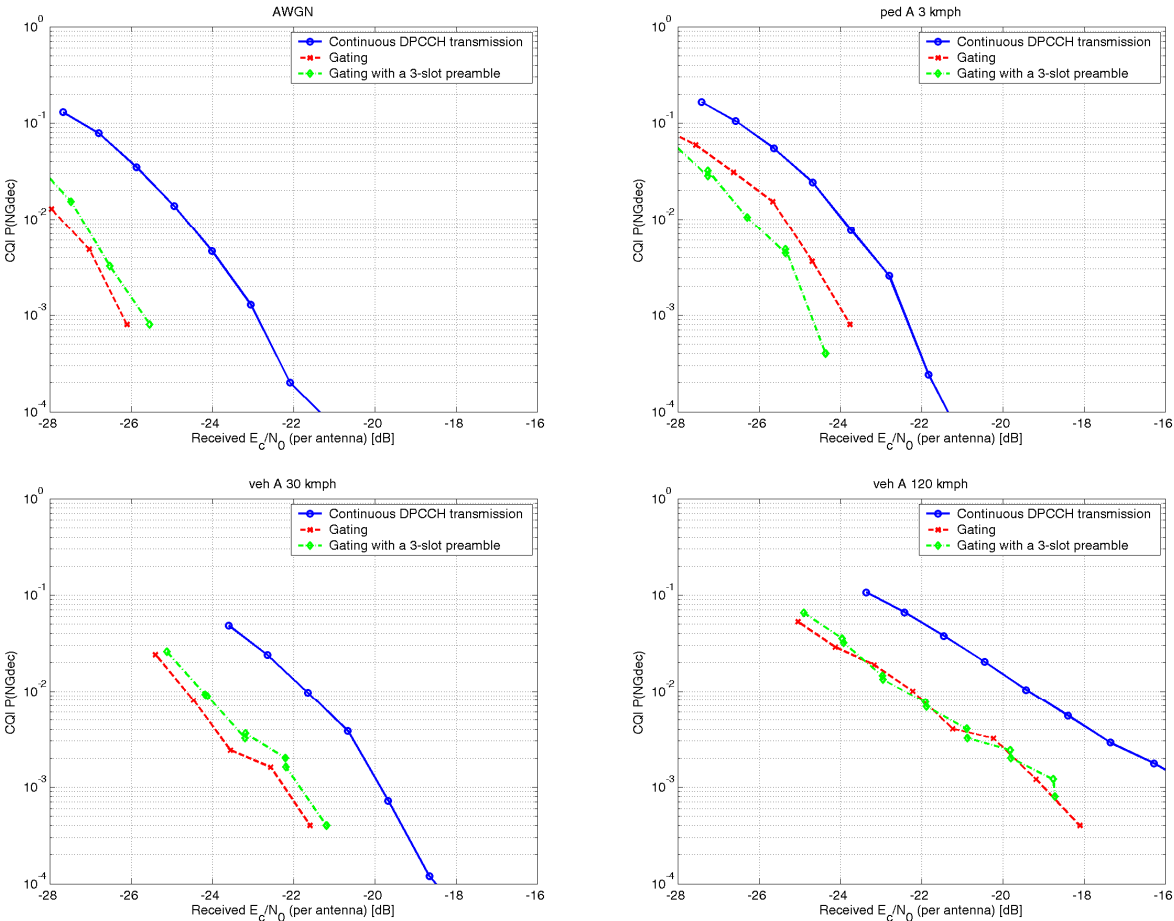 AWGN
10^0
10^-1
10^-2
10^-3
10^-4
CQI P(NGdec)
Continuous DPCCH transmission
Gating
Gating with a 3-slot preamble
-28 -26 -24 -22 -20 -18 -16
Received E_c/N_0 (per antenna) [dB]
ped A 3 kmph
10^0
10^-1
10^-2
10^-3
10^-4
CQI P(NGdec)
Continuous DPCCH transmission
Gating
Gating with a 3-slot preamble
-28 -26 -24 -22 -20 -18 -16
Received E_c/N_0 (per antenna) [dB]
veh A 30 kmph
10^0
10^-1
10^-2
10^-3
10^-4
CQI P(NGdec)
Continuous DPCCH transmission
Gating
Gating with a 3-slot preamble
-28 -26 -24 -22 -20 -18 -16
Received E_c/N_0 (per antenna) [dB]
veh A 120 kmph
10^0
10^-1
10^-2
10^-3
10^-4
CQI P(NGdec)
Continuous DPCCH transmission
Gating
Gating with a 3-slot preamble
-28 -26 -24 -22 -20 -18 -16
Received E_c/N_0 (per antenna) [dB]